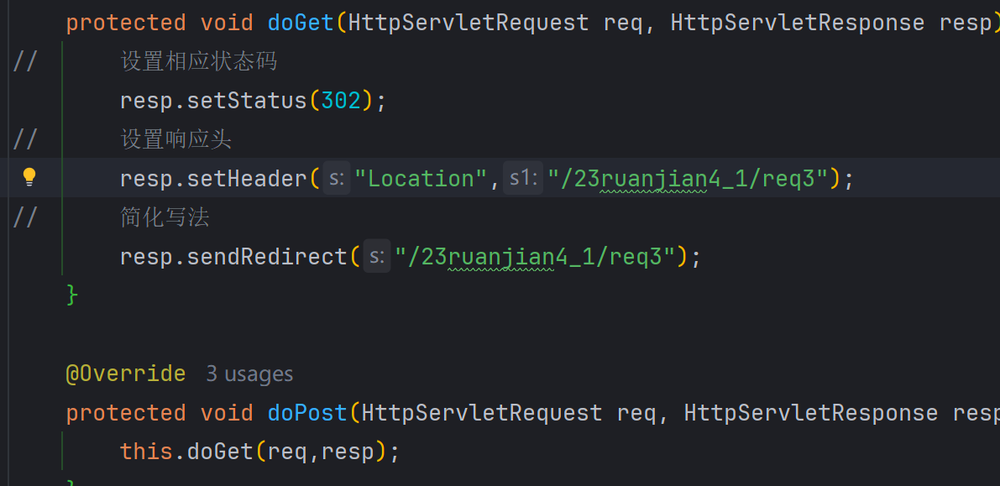 protected void doGet(HttpServletRequest req, HttpServletResponse resp)
// 设置相应状态码
resp.setStatus(302);
// 设置响应头
resp.setHeader( s: "Location", s1: "/23ruanjian4_1/req3");
// 简化写法
resp.sendRedirect( s: "/23ruanjian4_1/req3");
}
@Override 3 usages
protected void doPost(HttpServletRequest req, HttpServletResponse resp
this.doGet(req,resp);
}